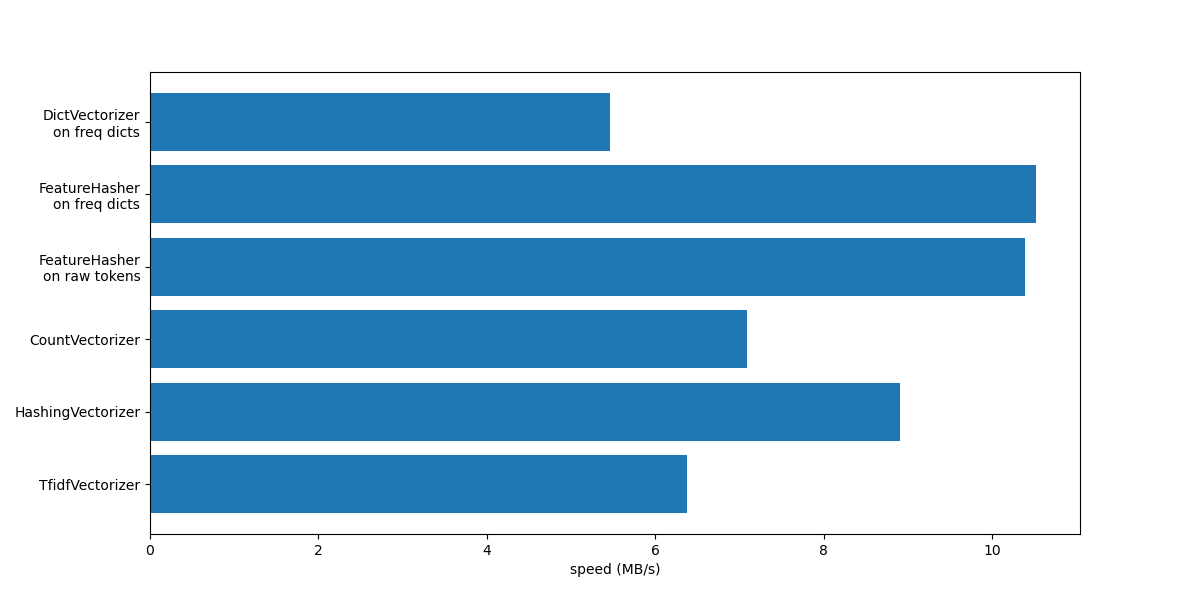 DictVectorizer
on freq dicts
FeatureHasher
on freq dicts
FeatureHasher
on raw tokens
CountVectorizer
HashingVectorizer
TfidfVectorizer
0 2 4 6 8 10
speed (MB/s)